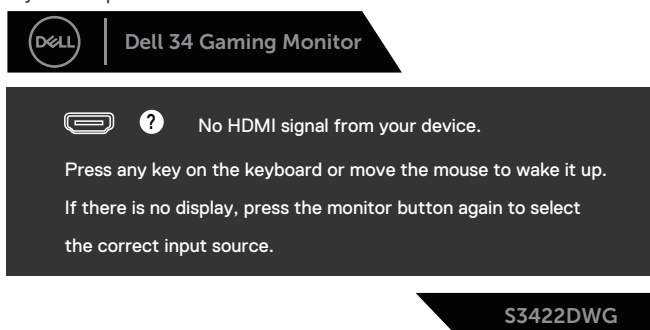 DELL
Dell 34 Gaming Monitor
? No HDMI signal from your device.
Press any key on the keyboard or move the mouse to wake it up.
If there is no display, press the monitor button again to select
the correct input source.
S3422DWG